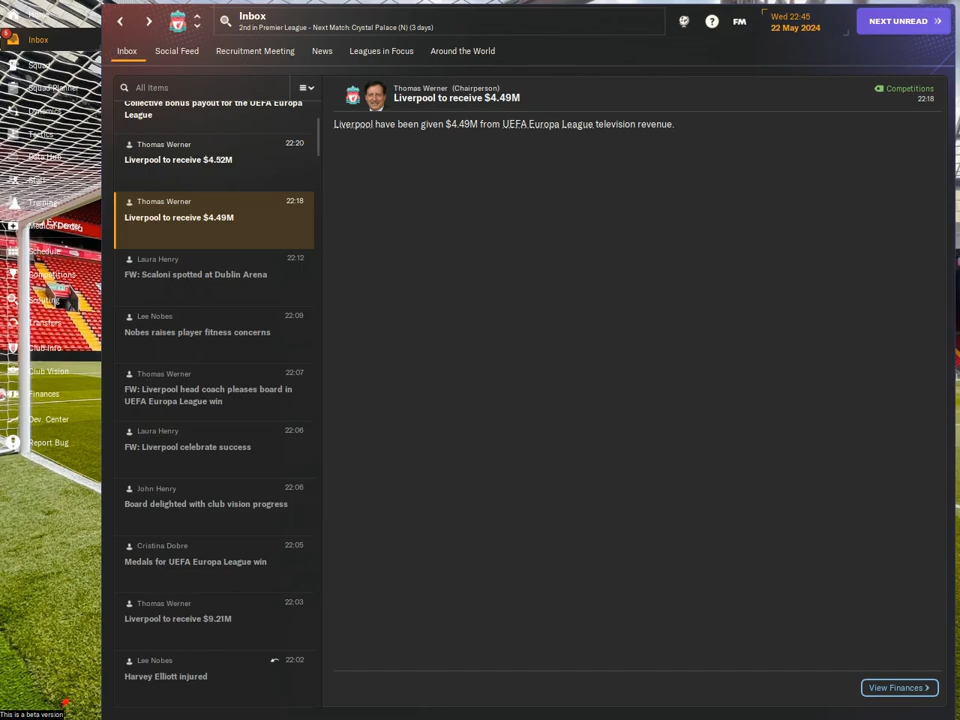 Inbox
2nd in Premier League - Next Match: Crystal Palace (N) (3 days)
FM
Wed 22:45
22 May 2024
NEXT UNREAD
Inbox
Social Feed
Recruitment Meeting
News
Leagues in Focus
Around the World
5
Inbox
Squad
Squad Planner
Dynamics
Tactics
Data Hub
Staff
Training
Medical Centre
Schedule
Competitions
Scouting
Transfers
Club Info
Club Vision
Finances
Dev. Center
Report Bug
This is a beta version
All Items
Collective bonus payout for the UEFA Europa
League
Thomas Werner 22:20
Liverpool to receive $4.52M
Thomas Werner 22:18
Liverpool to receive $4.49M
Laura Henry 22:12
FW: Scaloni spotted at Dublin Arena
Lee Nobes 22:09
Nobes raises player fitness concerns
Thomas Werner 22:07
FW: Liverpool head coach pleases board in
UEFA Europa League win
Laura Henry 22:06
FW: Liverpool celebrate success
John Henry 22:06
Board delighted with club vision progress
Cristina Dobre 22:05
Medals for UEFA Europa League win
Thomas Werner 22:03
Liverpool to receive $9.21M
Lee Nobes 22:02
Harvey Elliott injured
Thomas Werner (Chairperson)
Liverpool to receive $4.49M
Competitions
22:18
Liverpool have been given $4.49M from UEFA Europa League television revenue.
View Finances